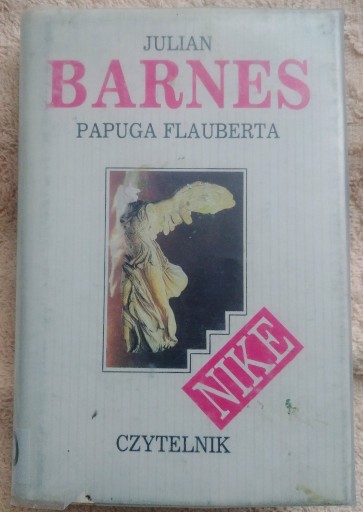 JULIAN
BARNES
PAPUGA FLAUBERTA
NIKE
CZYTELNIK